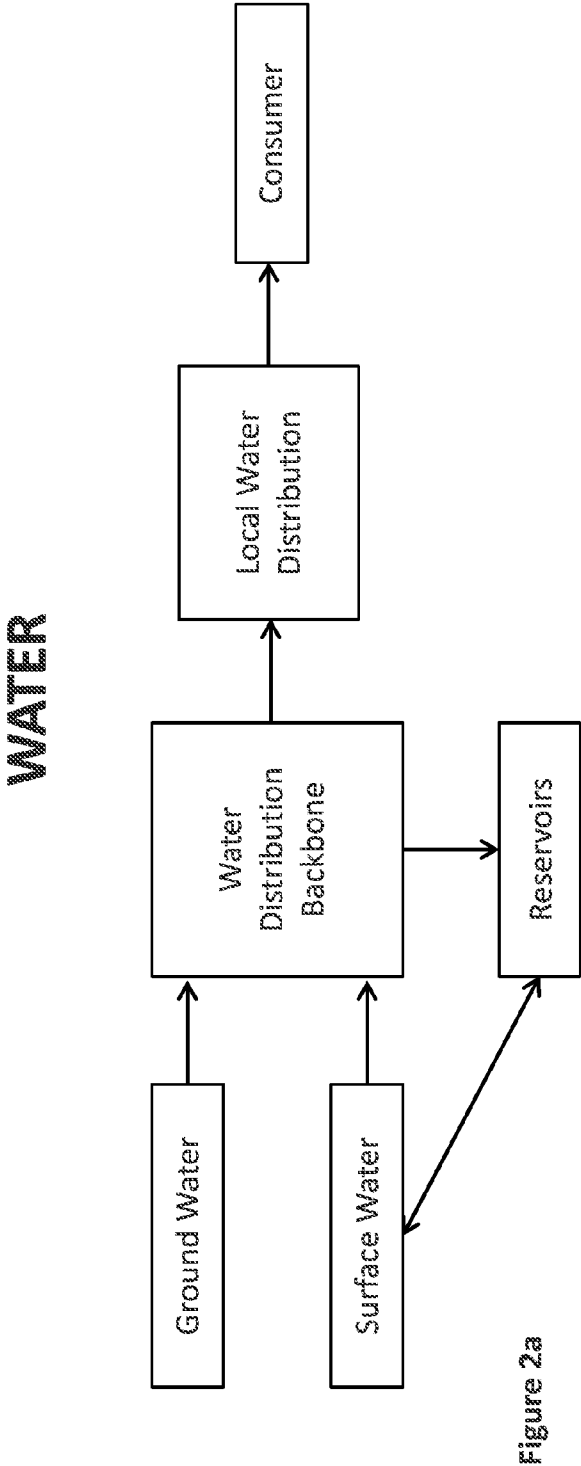 WATER
Ground Water
Surface Water
Water
Distribution
Backbone
Reservoirs
Local Water
Distribution
Consumer
Figure 2a